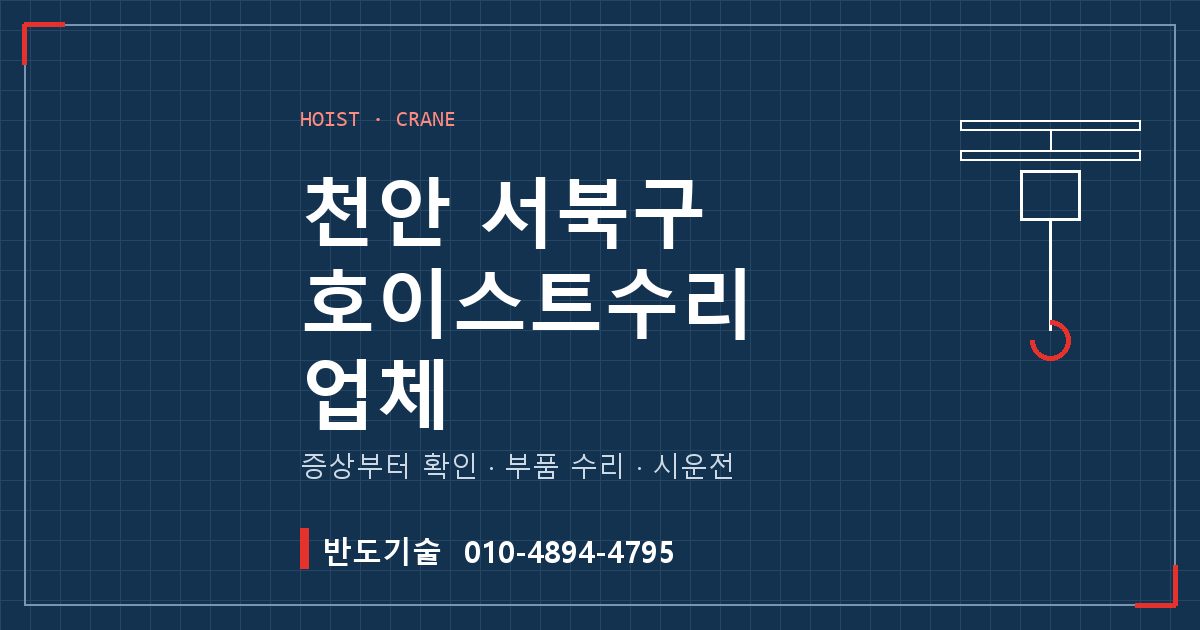 HOIST · CRANE
천안 서북구
호이스트수리
업체
증상부터 확인 · 부품 수리 · 시운전
반도기술 010-4894-4795